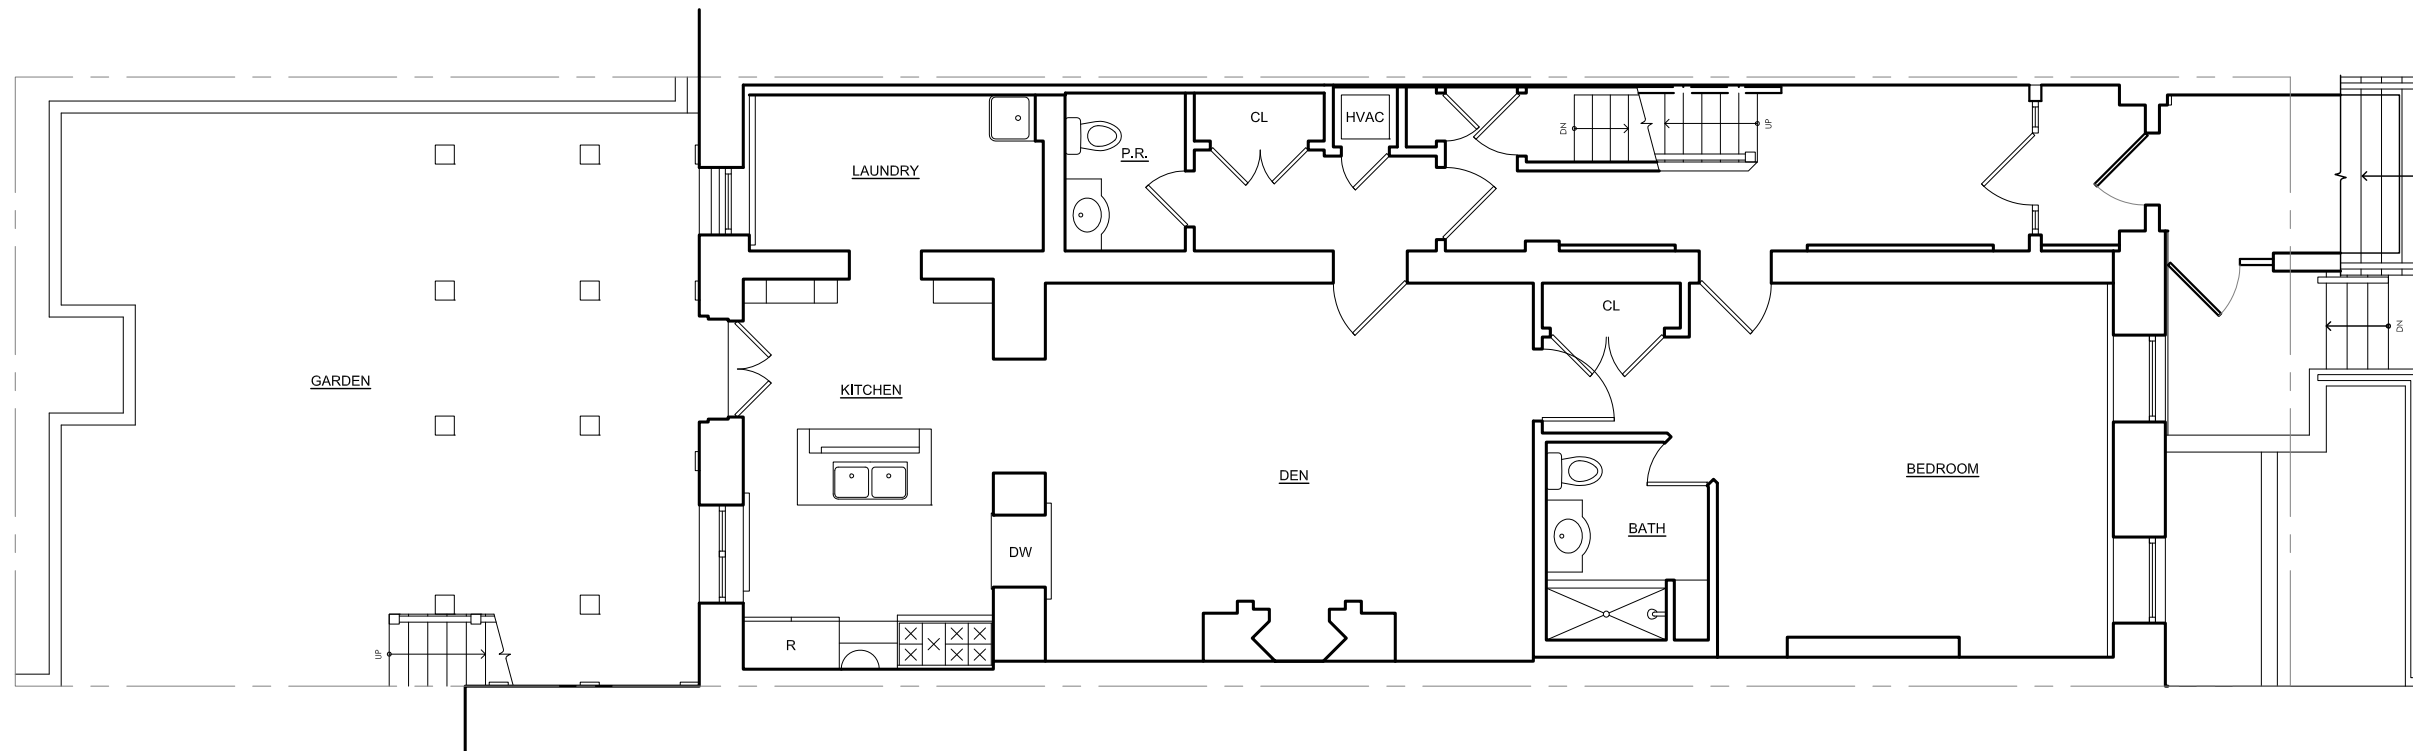 CL
HVAC
DN
UP
P.R.
LAUNDRY
CL
DN
GARDEN
KITCHEN
BEDROOM
DEN
BATH
DW
R
UP